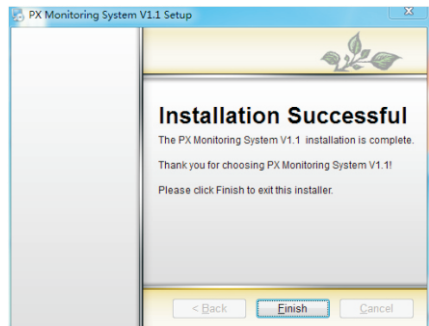 PX Monitoring System V1.1 Setup
Installation Successful
The PX Monitoring System V1.1 installation is complete.
Thank you for choosing PX Monitoring System V1.1!
Please click Finish to exit this installer.
< Back Finish Cancel